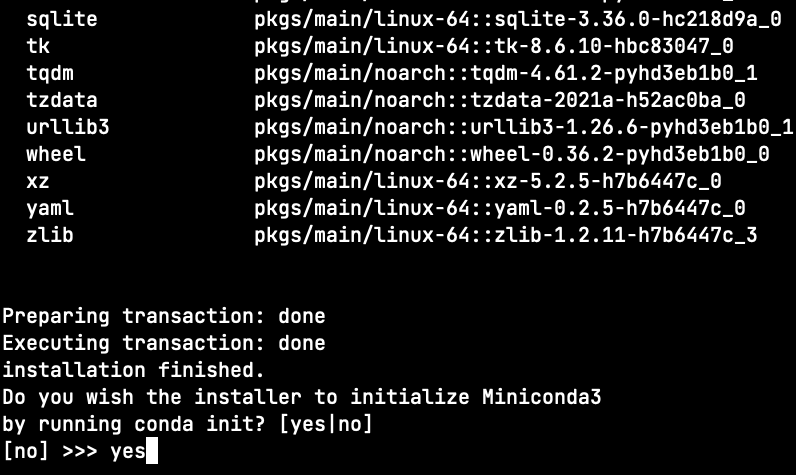 sqlite pkgs/main/linux-64::sqlite-3.36.0-hc218d9a_0
tk pkgs/main/linux-64::tk-8.6.10-hbc83047_0
tqdm pkgs/main/noarch::tqdm-4.61.2-pyhd3eb1b0_1
tzdata pkgs/main/noarch::tzdata-2021a-h52ac0ba_0
urllib3 pkgs/main/noarch::urllib3-1.26.6-pyhd3eb1b0_1
wheel pkgs/main/noarch::wheel-0.36.2-pyhd3eb1b0_0
xz pkgs/main/linux-64::xz-5.2.5-h7b6447c_0
yaml pkgs/main/linux-64::yaml-0.2.5-h7b6447c_0
zlib pkgs/main/linux-64::zlib-1.2.11-h7b6447c_3
Preparing transaction: done
Executing transaction: done
installation finished.
Do you wish the installer to initialize Miniconda3
by running conda init? [yes|no]
[no] >>> yes